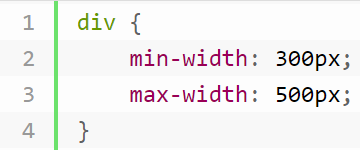 1 div {
2     min-width: 300px;
3     max-width: 500px;
4 }